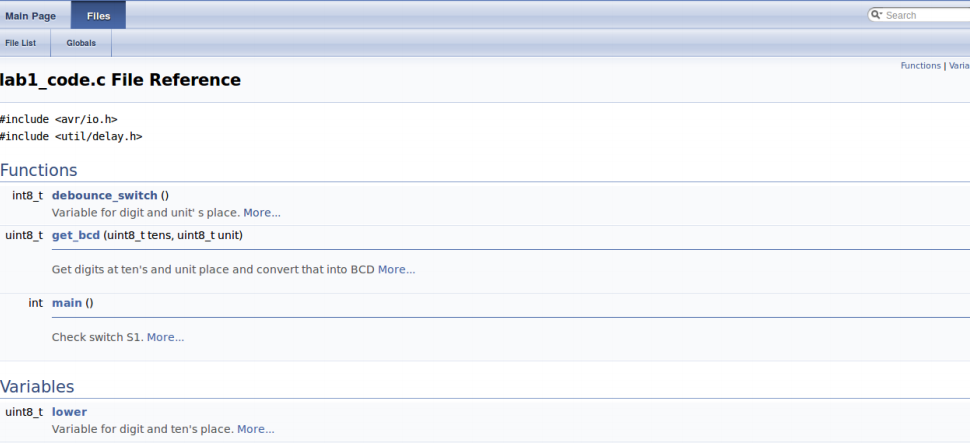 Main Page Files Search
File List Globals
Functions | Varia
lab1_code.c File Reference
#include <avr/io.h>
#include <util/delay.h>
Functions
int8_t debounce_switch ()
Variable for digit and unit' s place. More...
uint8_t get_bcd (uint8_t tens, uint8_t unit)
Get digits at ten's and unit place and convert that into BCD More...
int main ()
Check switch S1. More...
Variables
uint8_t lower
Variable for digit and ten's place. More...